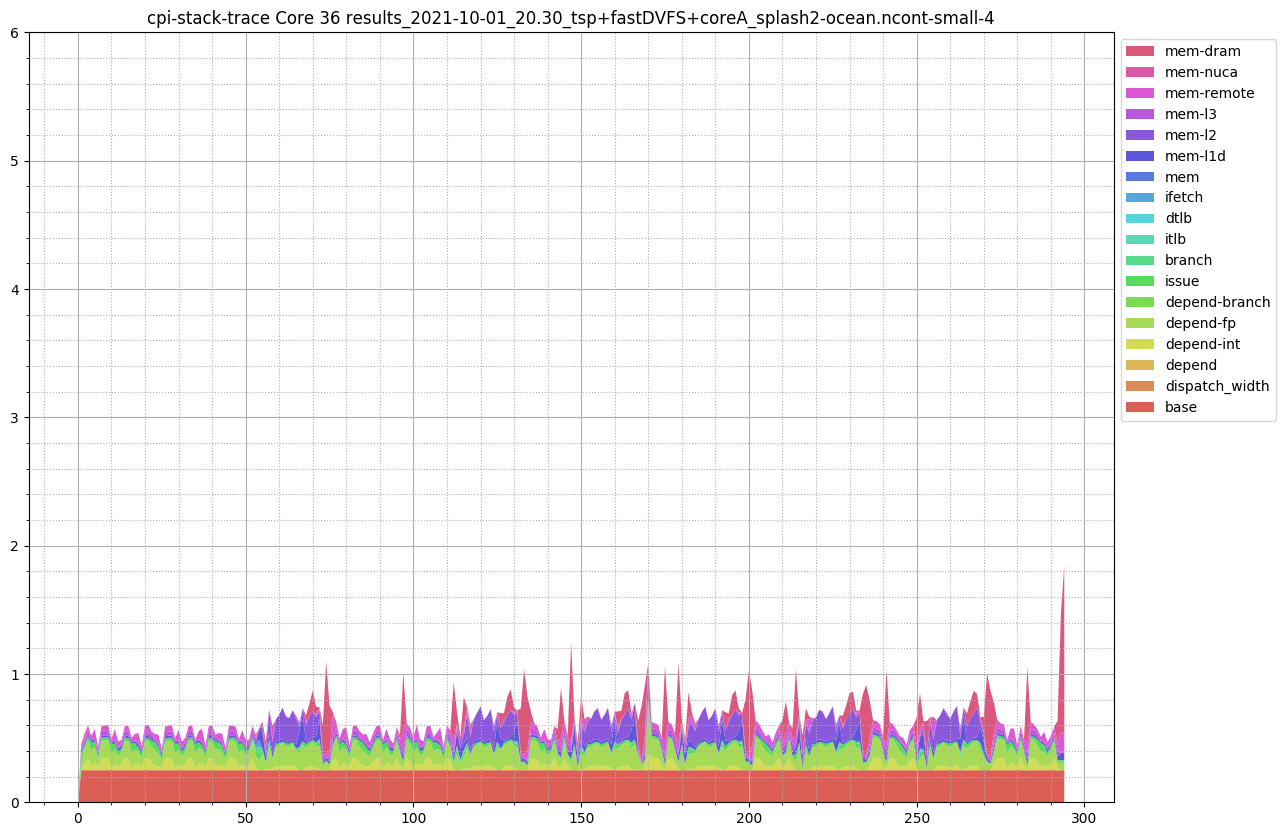 cpi-stack-trace Core 36 results_2021-10-01_20.30_tsp+fastDVFS+coreA_splash2-ocean.ncont-small-4
6
5
4
3
2
1
0
0 50 100 150 200 250 300
mem-dram
mem-nuca
mem-remote
mem-l3
mem-l2
mem-l1d
mem
ifetch
dtlb
itlb
branch
issue
depend-branch
depend-fp
depend-int
depend
dispatch_width
base